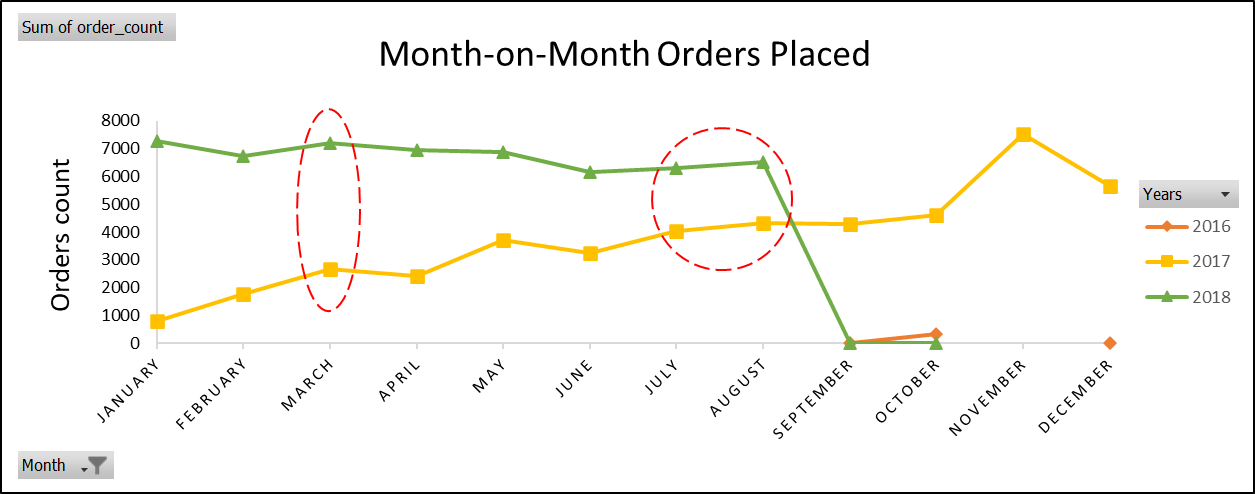 Sum of order_count
Month-on-Month Orders Placed
Orders count
8000
7000
6000
5000
4000
3000
2000
1000
0
JANUARY
FEBRUARY
MARCH
APRIL
MAY
JUNE
JULY
AUGUST
SEPTEMBER
OCTOBER
NOVEMBER
DECEMBER
Years
2016
2017
2018
Month